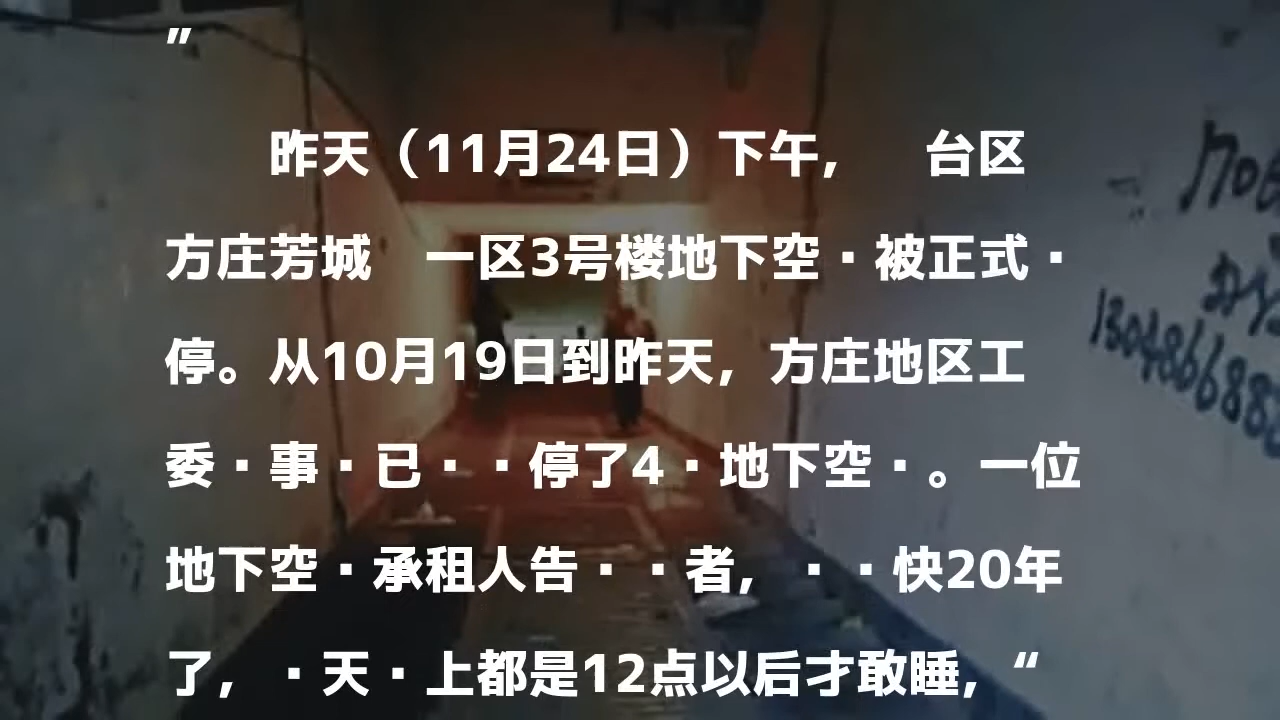 ”
昨天（11月24日）下午， 台区
方庄芳城 一区3号楼地下空·被正式·
停。从10月19日到昨天，方庄地区工
委·事·已··停了4·地下空·。一位
地下空·承租人告··者，··快20年
了，·天·上都是12点以后才敢睡，“